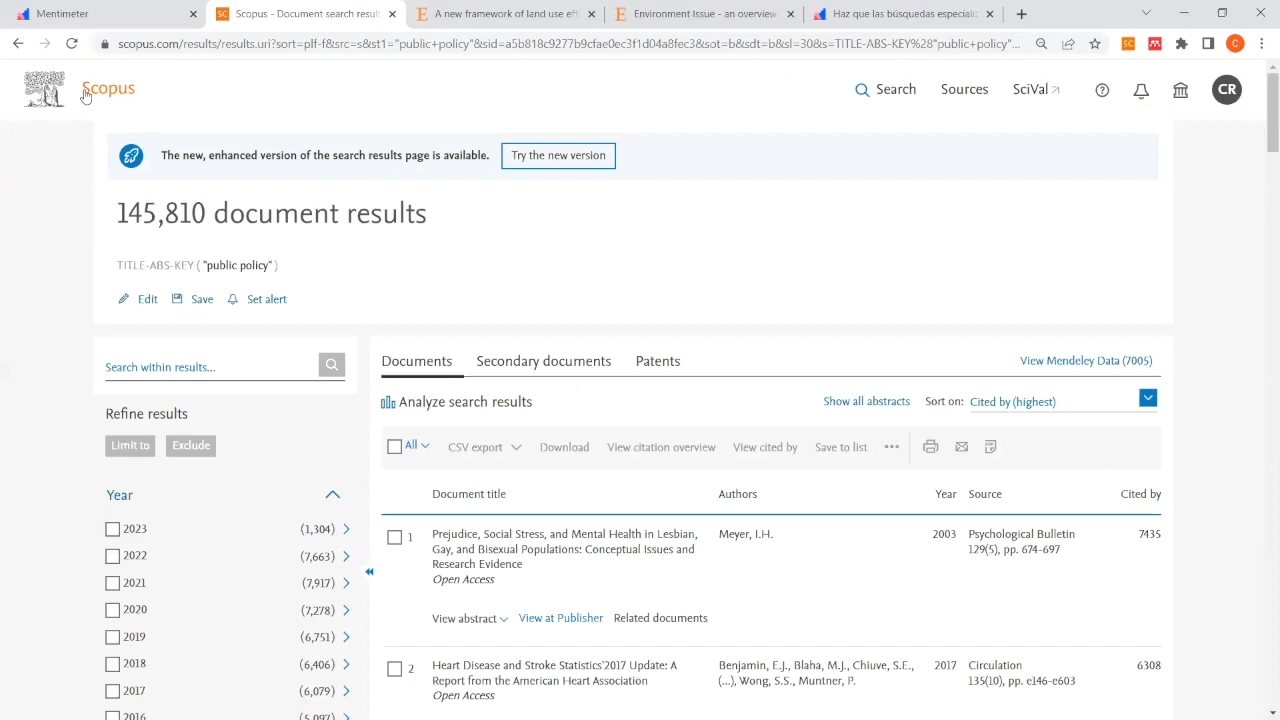 Mentimeter
SC Scopus - Document search result
A new framework of land use eff
Environment Issue - an overview
Haz que las búsquedas especializ
scopus.com/results/results.uri?sort=plf-f&src=s&st1="public+policy"&sid=a5b81c9277b9cfae0ec3f1d04a8fec3&sot=b&sdt=b&sl=30&s=TITLE-ABS-KEY%28"public+policy"...
SC
C
Scopus
Search
Sources
SciVal
CR
The new, enhanced version of the search results page is available.
Try the new version
145,810 document results
TITLE-ABS-KEY ( "public policy" )
Edit
Save
Set alert
Search within results...
Refine results
Limit to
Exclude
Year
2023 (1,304)
2022 (7,663)
2021 (7,917)
2020 (7,278)
2019 (6,751)
2018 (6,406)
2017 (6,079)
2016 (5,097)
Documents
Secondary documents
Patents
View Mendeley Data (7005)
Analyze search results
Show all abstracts
Sort on: Cited by (highest)
All
CSV export
Download
View citation overview
View cited by
Save to list
Document title
Authors
Year
Source
Cited by
1
Prejudice, Social Stress, and Mental Health in Lesbian,
Gay, and Bisexual Populations: Conceptual Issues and
Research Evidence
Open Access
Meyer, I.H.
2003
Psychological Bulletin
129(5), pp. 674-697
7435
View abstract
View at Publisher
Related documents
2
Heart Disease and Stroke Statistics'2017 Update: A
Report from the American Heart Association
Open Access
Benjamin, E.J., Blaha, M.J., Chiuve, S.E.,
(...), Wong, S.S., Muntner, P.
2017
Circulation
135(10), pp. e146-e603
6308